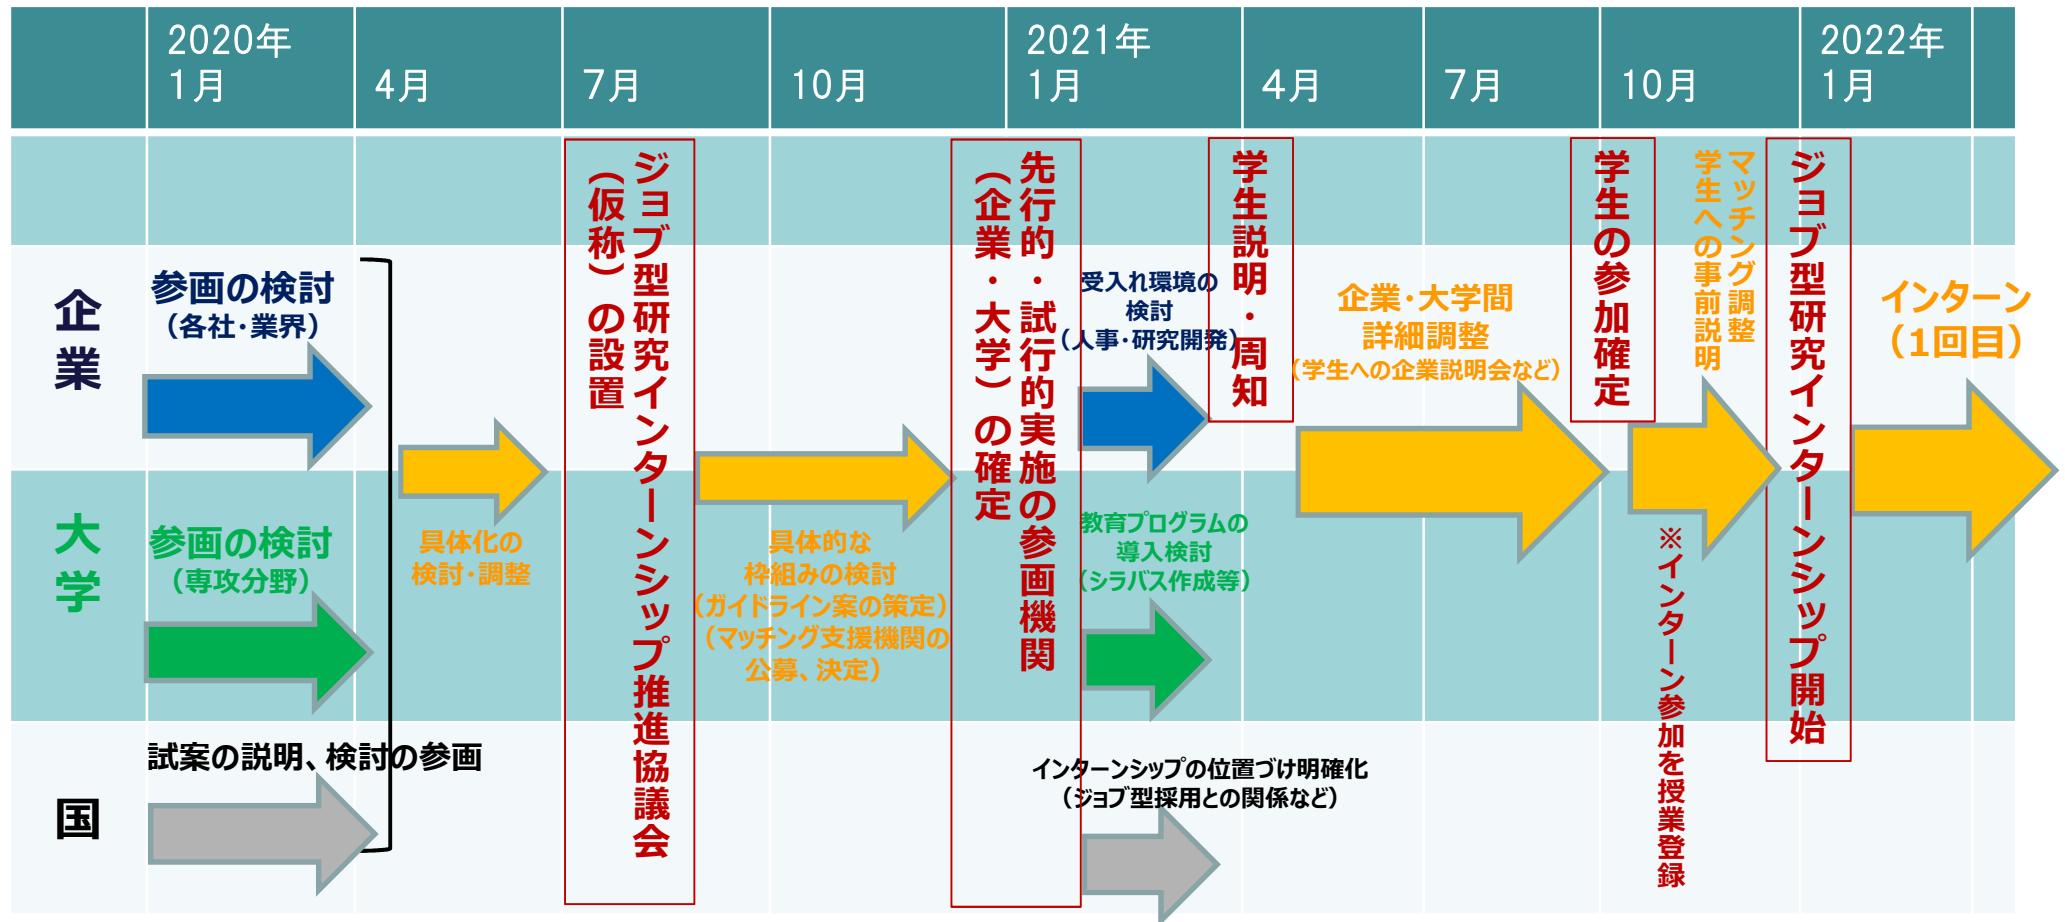 2020年
1月
4月
7月
10月
2021年
1月
4月
7月
10月
2022年
1月
企業
大学
国
参画の検討
（各社・業界）
参画の検討
（専攻分野）
試案の説明、検討の参画
具体化の
検討・調整
ジョブ型研究インターンシップ推進協議会
（仮称）の設置
具体的な
枠組みの検討
（ガイドライン案の策定）
（マッチング支援機関の
公募、決定）
先行的・試行的実施の参画機関
（企業・大学）の確定
受入れ環境の
検討
（人事・研究開発）
教育プログラムの
導入検討
（シラバス作成等）
インターンシップの位置づけ明確化
（ジョブ型採用との関係など）
学生説明・周知
企業・大学間
詳細調整
（学生への企業説明会など）
学生の参加確定
マッチング調整
学生への事前説明
※インターン参加を授業登録
ジョブ型研究インターンシップ開始
インターン
（1回目）